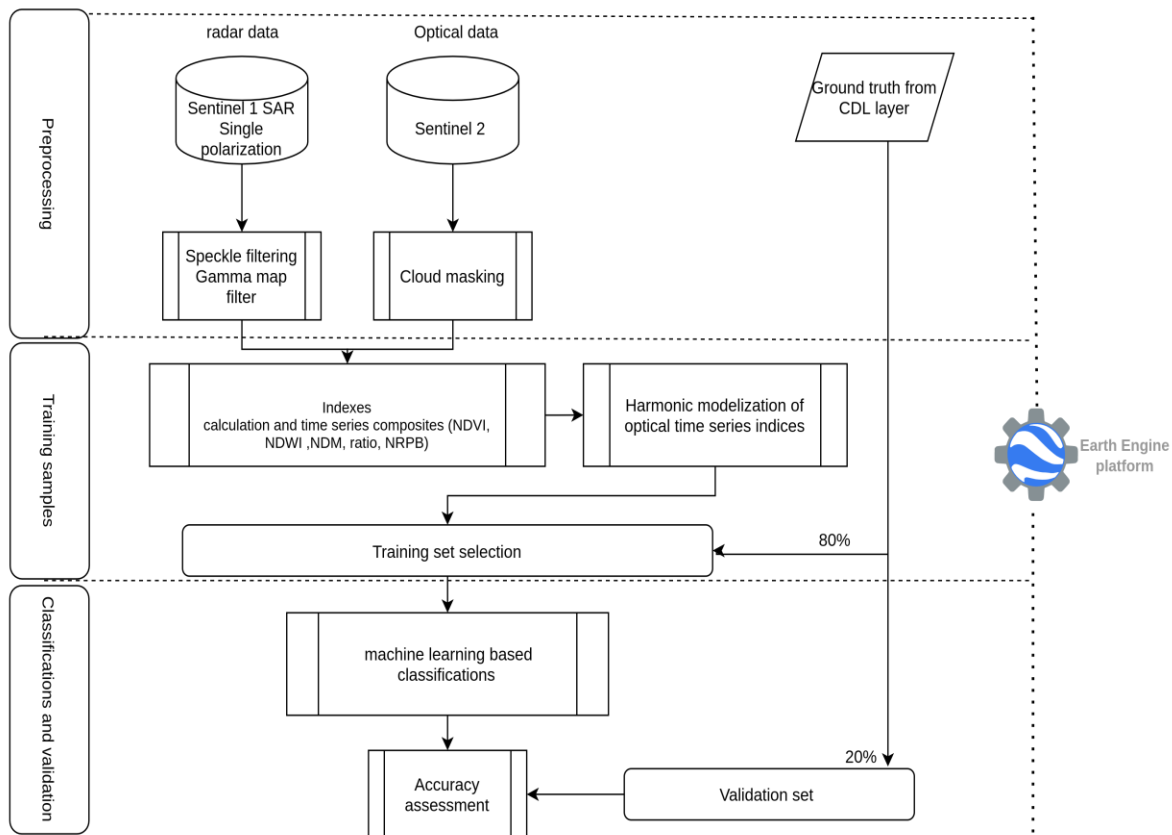 radar data
Optical data
Sentinel 1 SAR
Single
polarization
Sentinel 2
Ground truth from
CDL layer
Preprocessing
Speckle filtering
Gamma map
filter
Cloud masking
Training samples
Indexes
calculation and time series composites (NDVI,
NDWI ,NDM, ratio, NRPB)
Harmonic modelization of
optical time series indices
Earth Engine
platform
Training set selection
80%
Classifications and validation
machine learning based
classifications
20%
Accuracy
assessment
Validation set